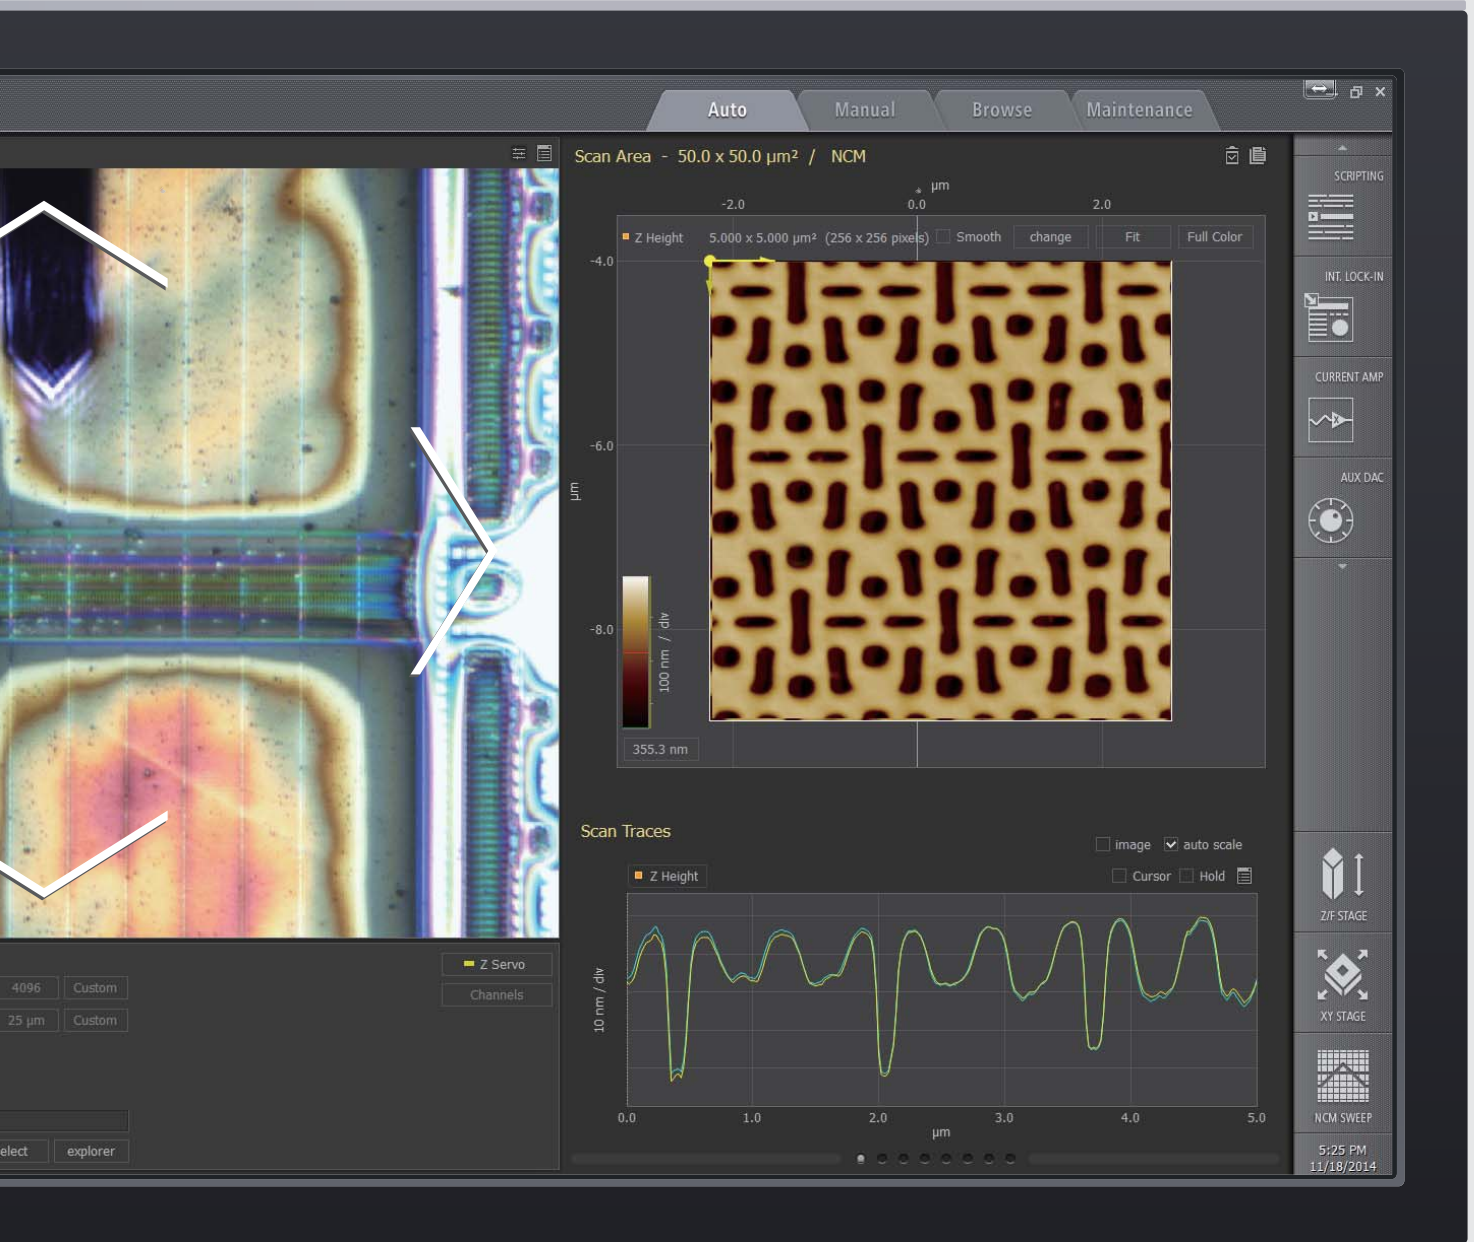 Auto
Manual
Browse
Maintenance
Scan Area - 50.0 x 50.0 µm² / NCM
µm
-2.0 0.0 2.0
Z Height 5.000 x 5.000 µm² (256 x 256 pixels) Smooth change Fit Full Color
-4.0
-6.0
-8.0
µm
100 nm / div
355.3 nm
Scan Traces
image auto scale
Z Height
Cursor Hold
10 nm / div
0.0 1.0 2.0 3.0 4.0 5.0
µm
Z Servo
Channels
4096 Custom
25 µm Custom
elect explorer
SCRIPTING
INT. LOCK-IN
CURRENT AMP
AUX DAC
Z/F STAGE
XY STAGE
NCM SWEEP
5:25 PM
11/18/2014